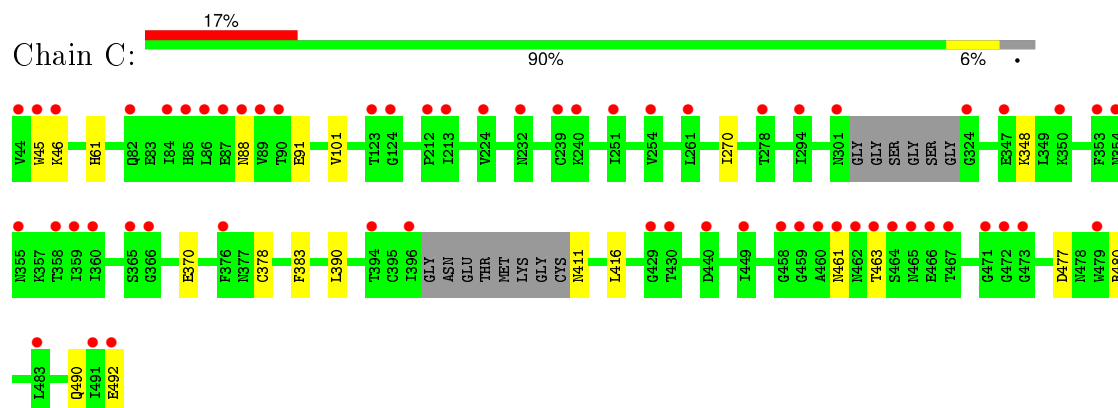 17%
Chain C:
90% 6% •
V44 W45 K46 H61 Q82 E83 I84 H85 L86 E87 N88 V89 T90 E91 V101 T123 G124 P212 I213 V224 N232 C239 K240 I251 V254 L261 I270 T278 I294 N301 GLY GLY SER GLY SER GLY G324 E347 K348 L349 K350 F353 N354
N355 K357 T358 I359 I360 S365 G366 E370 F376 N377 C378 F383 L390 T394 C395 I396 GLY ASN GLU THR MET LYS GLY CYS N411 L416 G429 T430 D440 I449 G458 G459 A460 N461 N462 T463 S464 N465 E466 T467 G471 G472 G473 D477 N478 W479 R480
L483 Q490 I491 E492